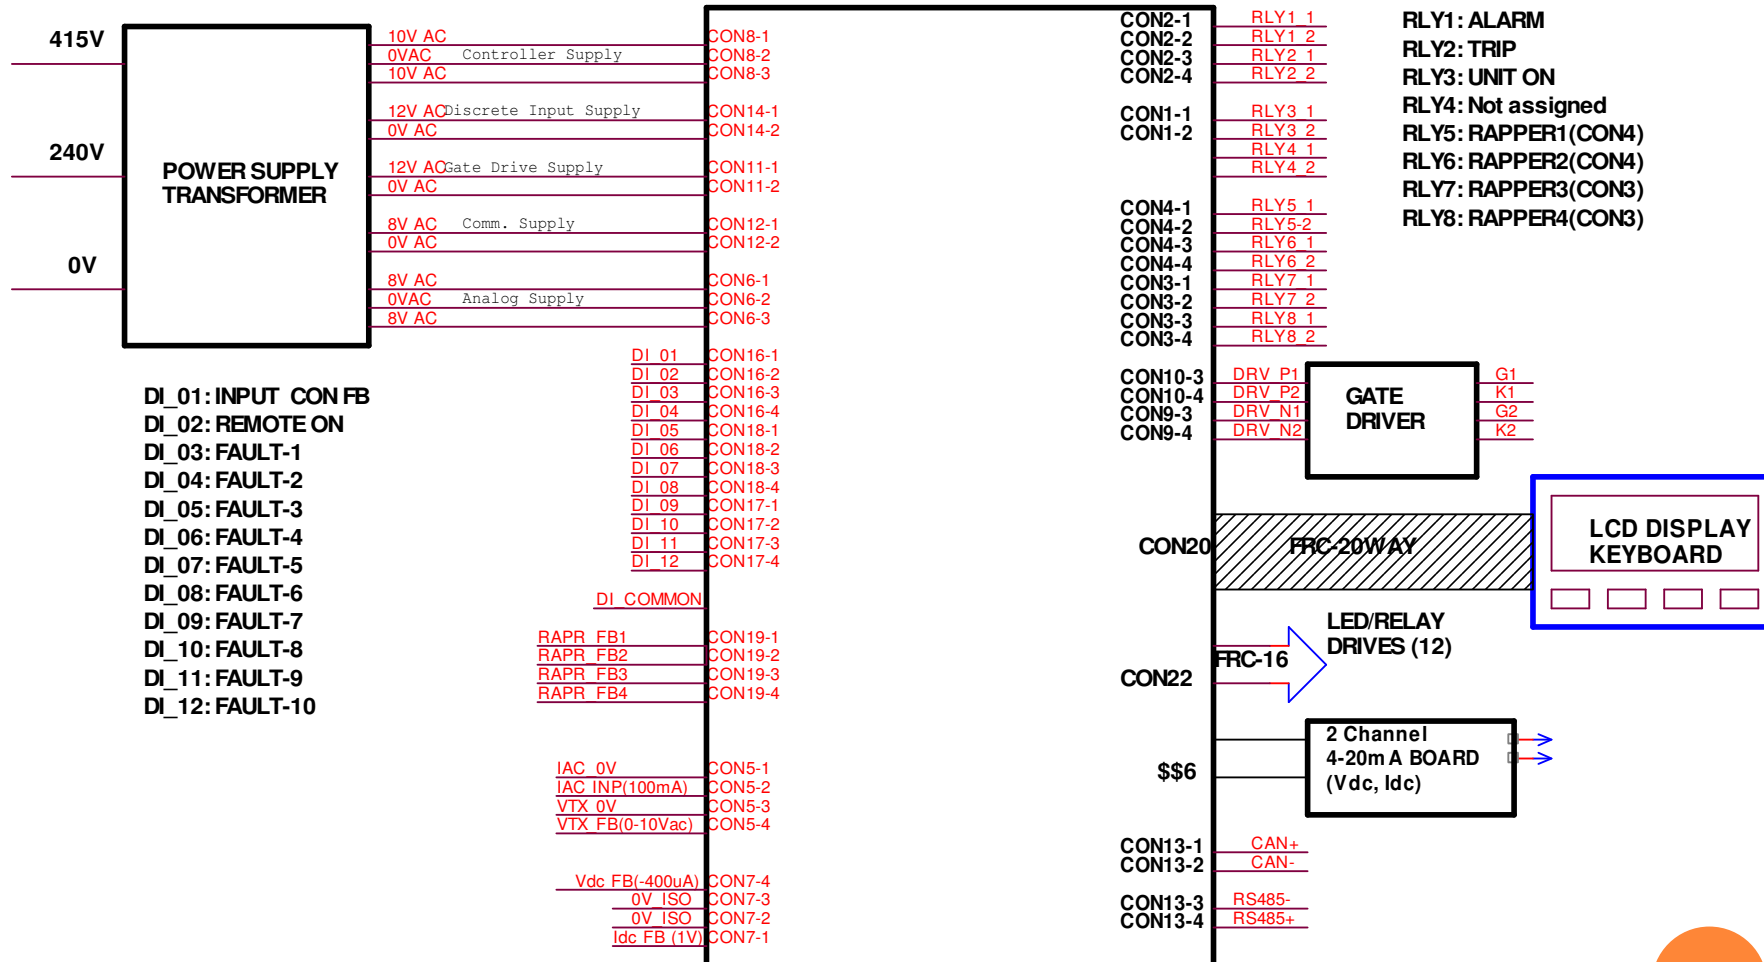 415V
240V
0V
POWER SUPPLY
TRANSFORMER
10V AC
0VAC Controller Supply
10V AC
12V AC Discrete Input Supply
0V AC
12V AC Gate Drive Supply
0V AC
8V AC Comm. Supply
0V AC
8V AC
0VAC Analog Supply
8V AC
CON8-1
CON8-2
CON8-3
CON14-1
CON14-2
CON11-1
CON11-2
CON12-1
CON12-2
CON6-1
CON6-2
CON6-3
DI_01: INPUT CON FB
DI_02: REMOTE ON
DI_03: FAULT-1
DI_04: FAULT-2
DI_05: FAULT-3
DI_06: FAULT-4
DI_07: FAULT-5
DI_08: FAULT-6
DI_09: FAULT-7
DI_10: FAULT-8
DI_11: FAULT-9
DI_12: FAULT-10
DI_01 CON16-1
DI_02 CON16-2
DI_03 CON16-3
DI_04 CON16-4
DI_05 CON18-1
DI_06 CON18-2
DI_07 CON18-3
DI_08 CON18-4
DI_09 CON17-1
DI_10 CON17-2
DI_11 CON17-3
DI_12 CON17-4
DI_COMMON
RAPR_FB1 CON19-1
RAPR_FB2 CON19-2
RAPR_FB3 CON19-3
RAPR_FB4 CON19-4
IAC_0V CON5-1
IAC_INP(100mA) CON5-2
VTX_0V CON5-3
VTX_FB(0-10Vac) CON5-4
Vdc FB(-400uA) CON7-4
0V_ISO CON7-3
0V_ISO CON7-2
Idc FB (1V) CON7-1
CON2-1 RLY1_1
CON2-2 RLY1_2
CON2-3 RLY2_1
CON2-4 RLY2_2
CON1-1 RLY3_1
CON1-2 RLY3_2
RLY4_1
RLY4_2
CON4-1 RLY5_1
CON4-2 RLY5-2
CON4-3 RLY6_1
CON4-4 RLY6_2
CON3-1 RLY7_1
CON3-2 RLY7_2
CON3-3 RLY8_1
CON3-4 RLY8_2
RLY1: ALARM
RLY2: TRIP
RLY3: UNIT ON
RLY4: Not assigned
RLY5: RAPPER1(CON4)
RLY6: RAPPER2(CON4)
RLY7: RAPPER3(CON3)
RLY8: RAPPER4(CON3)
CON10-3 DRV_P1
CON10-4 DRV_P2
CON9-3 DRV_N1
CON9-4 DRV_N2
GATE
DRIVER
G1
K1
G2
K2
CON20 FRC-20WAY
LCD DISPLAY
KEYBOARD
LED/RELAY
DRIVES (12)
FRC-16
CON22
$$6
2 Channel
4-20mA BOARD
(Vdc, Idc)
CON13-1 CAN+
CON13-2 CAN-
CON13-3 RS485-
CON13-4 RS485+